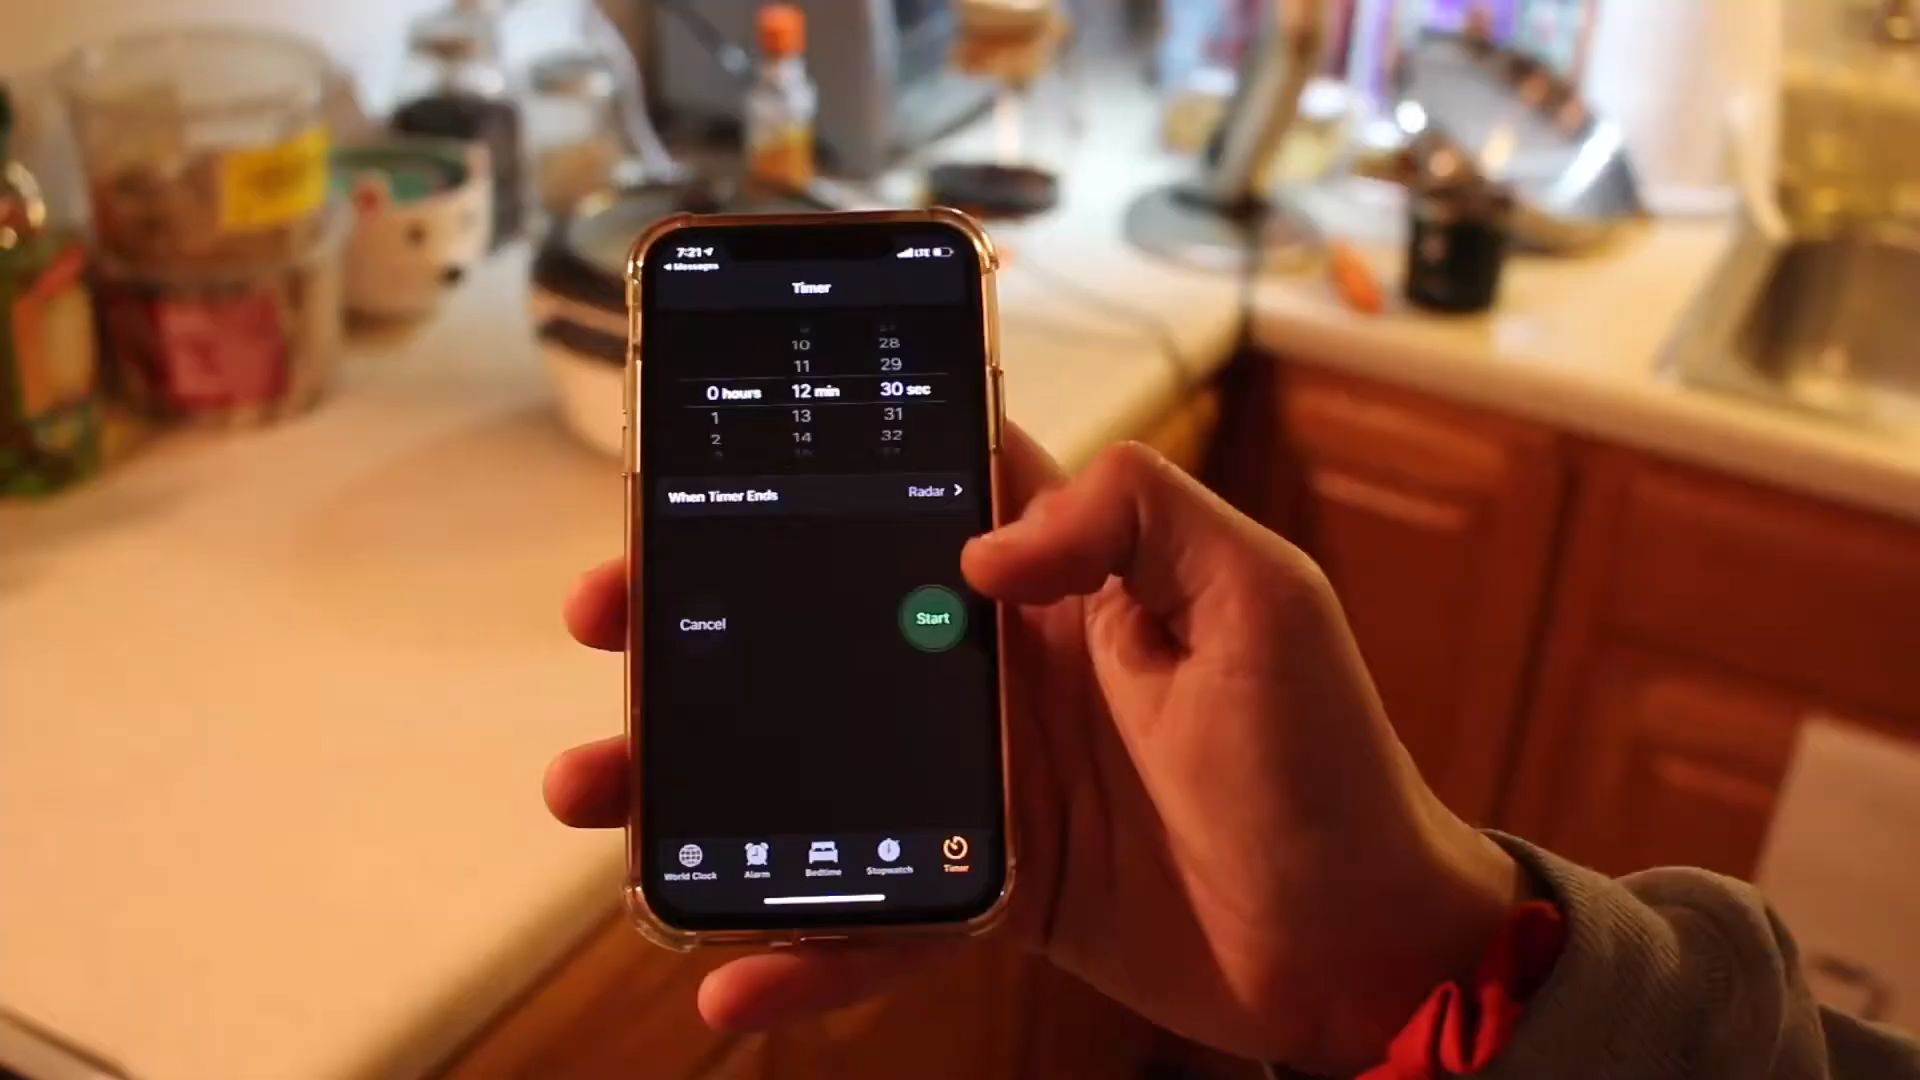 7:21 LTE
◂ Messages
Timer
10 28
11 29
0 hours 12 min 30 sec
1 13 31
2 14 32
When Timer Ends Radar >
Cancel Start
World Clock Alarm Bedtime Stopwatch Timer